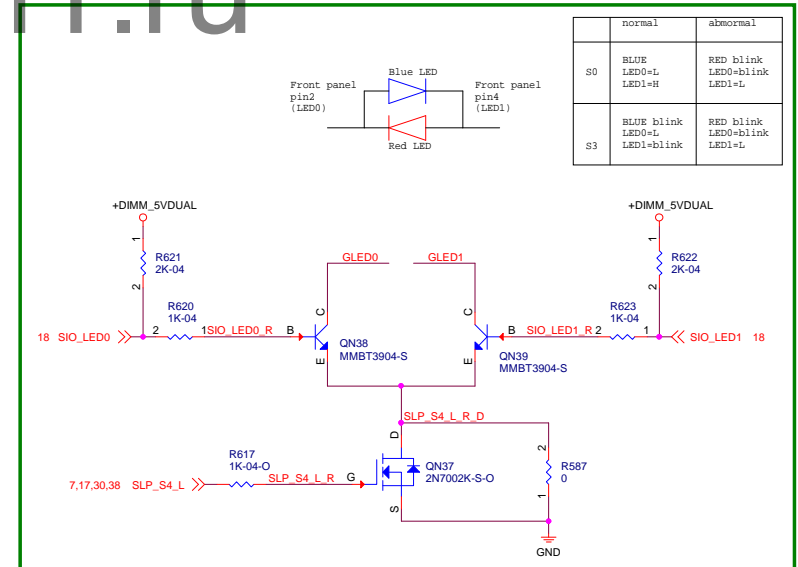 rı.ru
normal abmormal
S0
BLUE
LED0=L
LED1=H
RED blink
LED0=blink
LED1=L
S3
BLUE blink
LED0=L
LED1=blink
RED blink
LED0=blink
LED1=L
Blue LED
Front panel
pin2
(LED0)
Front panel
pin4
(LED1)
Red LED
+DIMM_5VDUAL
+DIMM_5VDUAL
1
R621
2K-04
2
GLED0
GLED1
1
R622
2K-04
2
R620
1K-04
R623
1K-04
18 SIO_LED0
2
1
SIO_LED0_R
B
C
E
QN38
MMBT3904-S
C
B
E
QN39
MMBT3904-S
SIO_LED1_R
2
1
SIO_LED1 18
SLP_S4_L_R_D
R617
1K-04-O
7,17,30,38 SLP_S4_L
SLP_S4_L_R
G
D
S
QN37
2N7002K-S-O
2
R587
0
1
GND